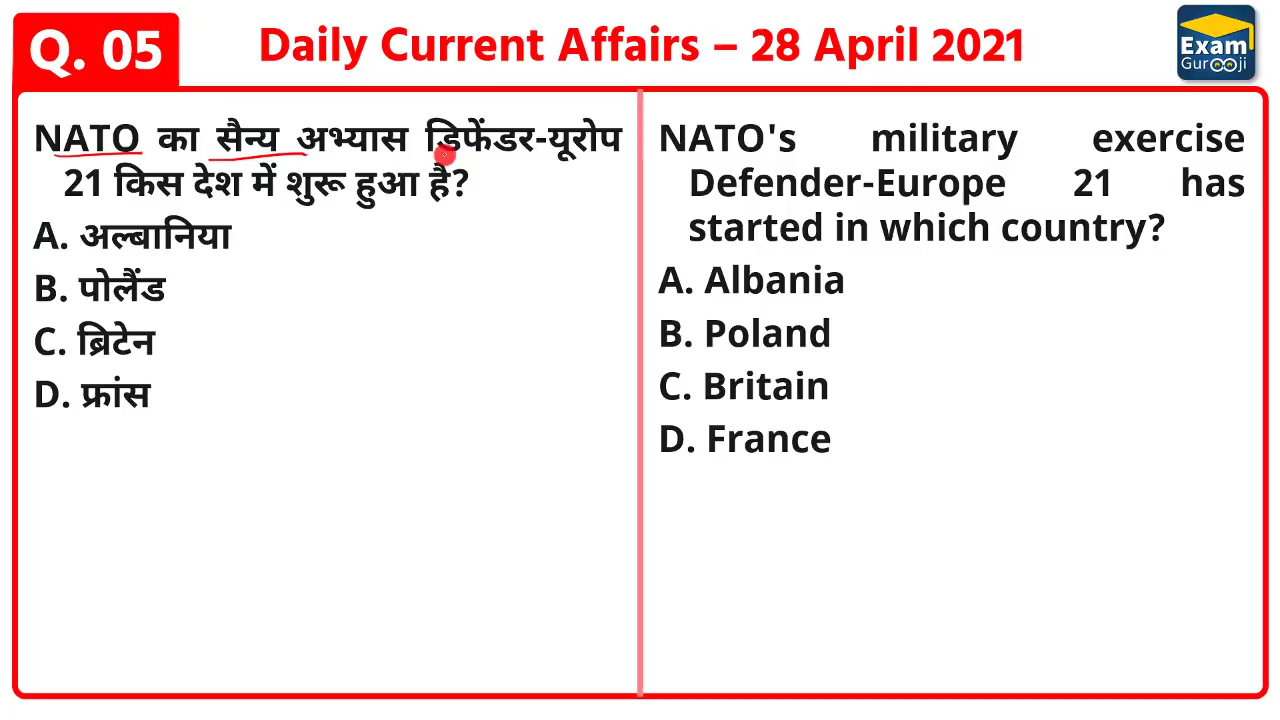 Q. 05
Daily Current Affairs – 28 April 2021
Exam
Gurooji
NATO का सैन्य अभ्यास डिफेंडर-यूरोप
21 किस देश में शुरू हुआ है?
A. अल्बानिया
B. पोलैंड
C. ब्रिटेन
D. फ्रांस
NATO's military exercise
Defender-Europe 21 has
started in which country?
A. Albania
B. Poland
C. Britain
D. France